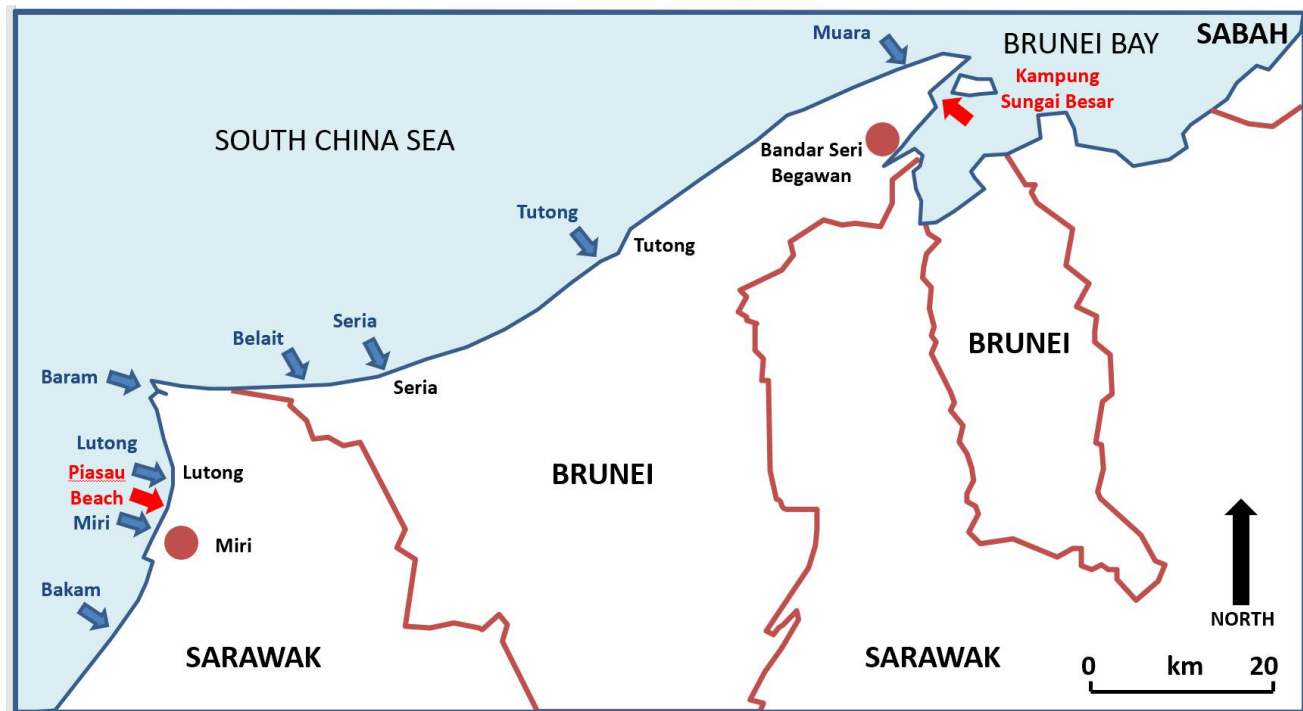 Muara
BRUNEI BAY
SABAH
Kampung
Sungai Besar
SOUTH CHINA SEA
Bandar Seri
Begawan
Tutong
Tutong
Belait
Seria
Seria
Baram
BRUNEI
Lutong
Lutong
Piasau
Beach
Miri
Miri
BRUNEI
Bakam
NORTH
SARAWAK
SARAWAK
0 km 20